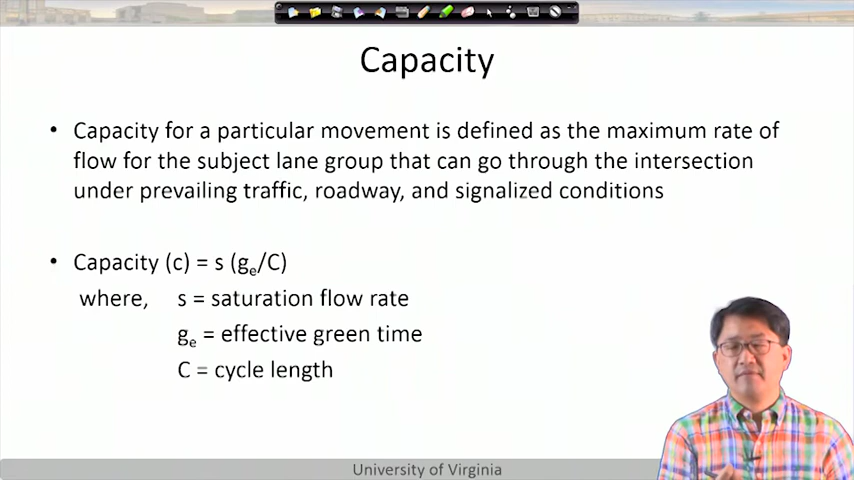 Capacity
• Capacity for a particular movement is defined as the maximum rate of
flow for the subject lane group that can go through the intersection
under prevailing traffic, roadway, and signalized conditions
• Capacity (c) = s (gₑ/C)
where, s = saturation flow rate
gₑ = effective green time
C = cycle length
University of Virginia